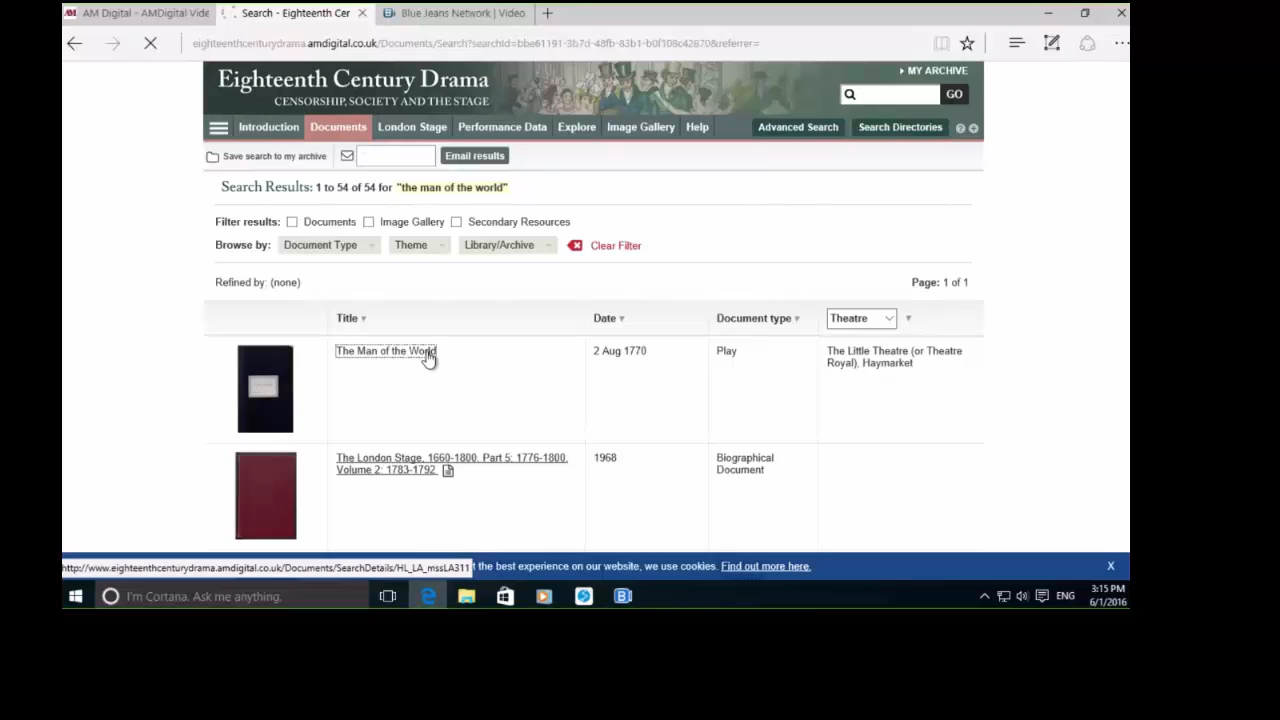 AM Digital - AMDigital Vide
Search - Eighteenth Cer
Blue Jeans Network | Video
eighteenthcenturydrama.amdigital.co.uk/Documents/Search?searchId=bbe61191-3b7d-48fb-83b1-b0f108c42870&referrer=
Eighteenth Century Drama
CENSORSHIP, SOCIETY AND THE STAGE
MY ARCHIVE
GO
Introduction Documents London Stage Performance Data Explore Image Gallery Help Advanced Search Search Directories
Save search to my archive Email results
Search Results: 1 to 54 of 54 for "the man of the world"
Filter results: Documents Image Gallery Secondary Resources
Browse by: Document Type Theme Library/Archive Clear Filter
Refined by: (none) Page: 1 of 1
Title Date Document type Theatre
The Man of the World 2 Aug 1770 Play The Little Theatre (or Theatre
Royal), Haymarket
The London Stage, 1660-1800, Part 5: 1776-1800, 1968 Biographical
Volume 2: 1783-1792 Document
http://www.eighteenthcenturydrama.amdigital.co.uk/Documents/SearchDetails/HL_LA_mssLA311
t the best experience on our website, we use cookies. Find out more here. X
I'm Cortana. Ask me anything. ENG 3:15 PM
6/1/2016